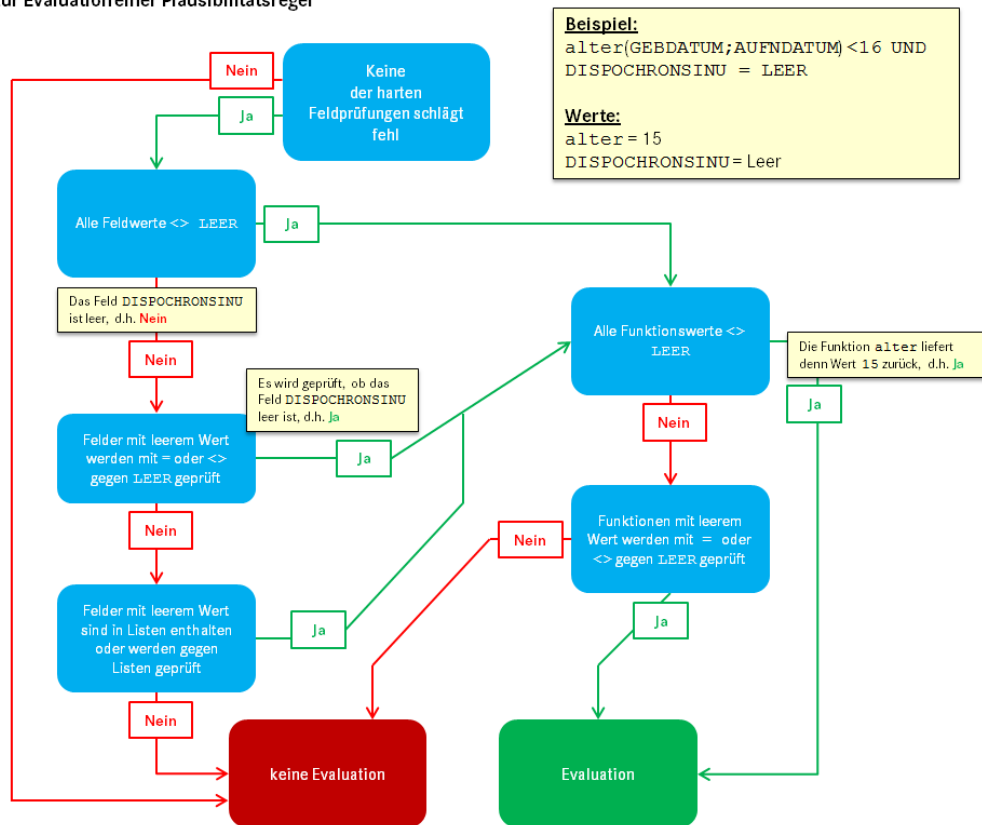 zur Evaluation einer Plausibilitätsregel
Beispiel:
alter(GEBDATUM;AUFNDATUM)<16 UND
DISPOCHRONSINU = LEER
Werte:
alter = 15
DISPOCHRONSINU= Leer
Nein
Ja
Keine
der harten
Feldprüfungen schlägt
fehl
Alle Feldwerte <> LEER
Ja
Das Feld DISPOCHRONSINU
ist leer, d.h. Nein
Nein
Alle Funktionswerte <>
LEER
Die Funktion alter liefert
denn Wert 15 zurück, d.h. Ja
Ja
Es wird geprüft, ob das
Feld DISPOCHRONSINU
leer ist, d.h. Ja
Nein
Felder mit leerem Wert
werden mit = oder <>
gegen LEER geprüft
Ja
Nein
Funktionen mit leerem
Wert werden mit = oder
<> gegen LEER geprüft
Nein
Ja
Felder mit leerem Wert
sind in Listen enthalten
oder werden gegen
Listen geprüft
Ja
Nein
keine Evaluation
Evaluation